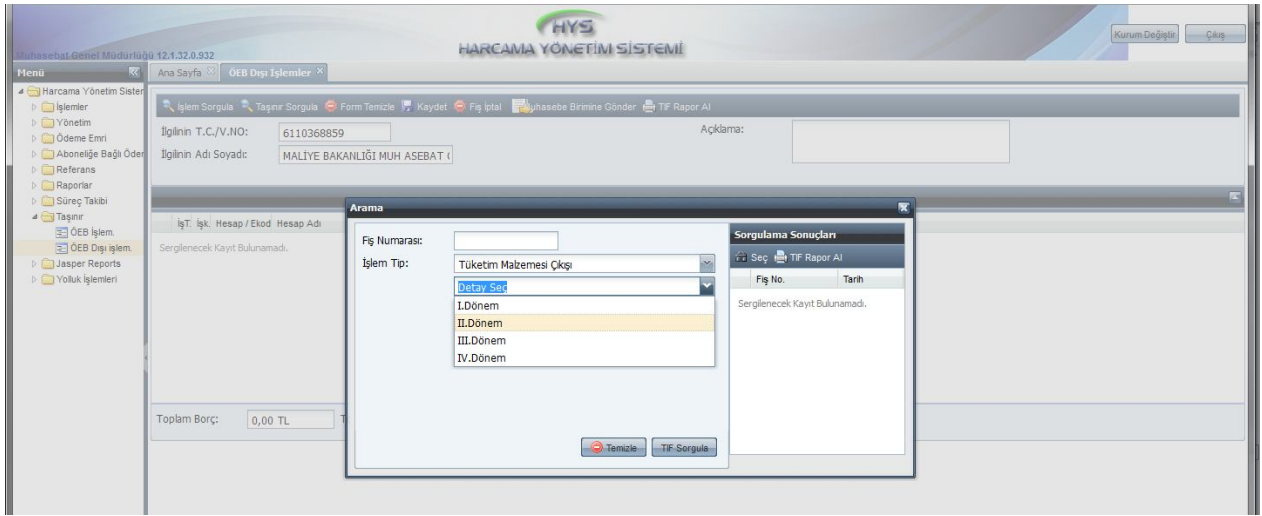 HYS
HARCAMA YÖNETİM SİSTEMİ
Kurum Değiştir Çıkış
Muhasebat Genel Müdürlüğü 12.1.32.0.932
Menü
Ana Sayfa ÖEB Dışı İşlemler
Harcama Yönetim Sister
İşlemler
Yönetim
Ödeme Emri
Aboneliğe Bağlı Öder
Referans
Raporlar
Süreç Takibi
Taşınır
ÖEB İşlem.
ÖEB Dışı işlem.
Jasper Reports
Yolluk İşlemleri
İşlem Sorgula Taşınır Sorgula Form Temizle Kaydet Fiş İptal uhasebe Birimine Gönder TIF Rapor Al
İlgilinin T.C./V.NO: 6110368859 Açıklama:
İlgilinin Adı Soyadı: MALİYE BAKANLIĞI MUH ASEBAT (
İşT. İşk. Hesap / Ekod Hesap Adı
Sergilenecek Kayıt Bulunamadı.
Toplam Borç: 0,00 TL T
Arama
Fiş Numarası:
İşlem Tip: Tüketim Malzemesi Çıkışı
Detay Seç
I.Dönem
II.Dönem
III.Dönem
IV.Dönem
Temizle TIF Sorgula
Sorgulama Sonuçları
Seç TIF Rapor Al
Fiş No. Tarih
Sergilenecek Kayıt Bulunamadı.